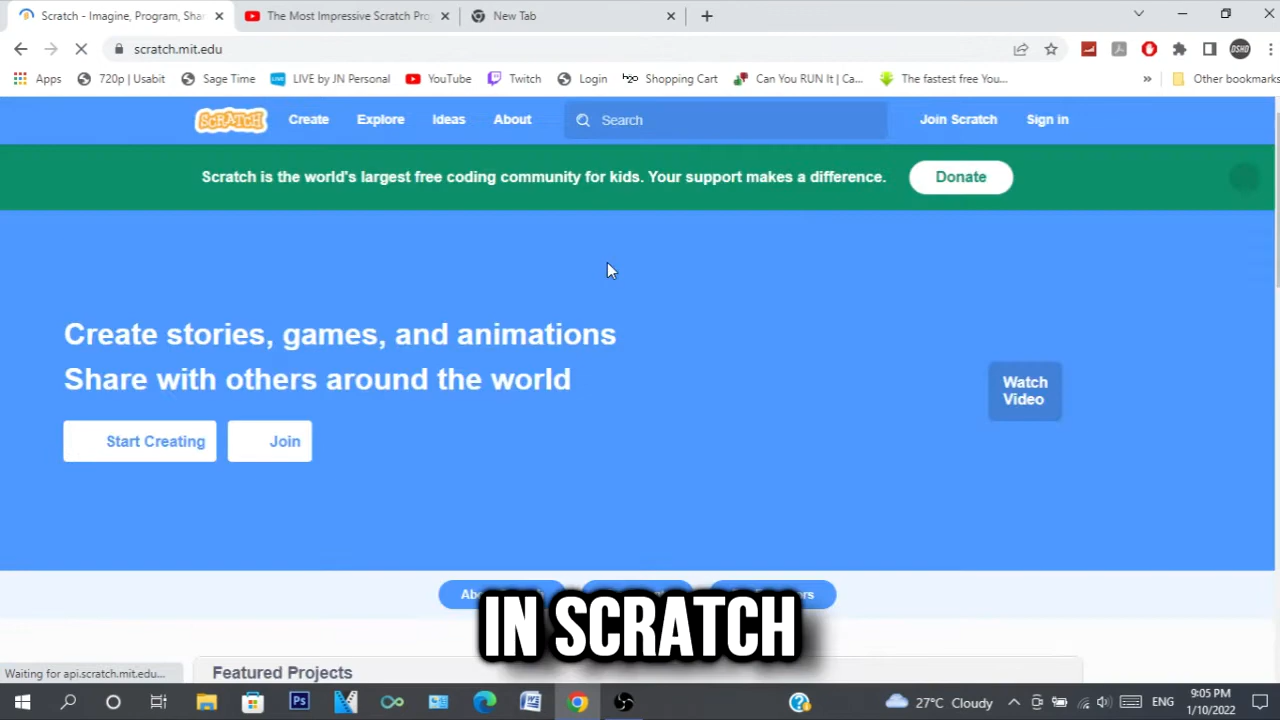 Scratch - Imagine, Program, Shar
The Most Impressive Scratch Pro
New Tab
scratch.mit.edu
Apps
720p | Usabit
Sage Time
LIVE by JN Personal
YouTube
Twitch
Login
Shopping Cart
Can You RUN It | Ca...
The fastest free You...
»
Other bookmarks
SCRATCH
Create
Explore
Ideas
About
Search
Join Scratch
Sign in
Scratch is the world's largest free coding community for kids. Your support makes a difference.
Donate
Create stories, games, and animations
Share with others around the world
Watch
Video
Start Creating
Join
IN SCRATCH
Featured Projects
Waiting for api.scratch.mit.edu...
Ps
27°C Cloudy
ENG
9:05 PM
1/10/2022